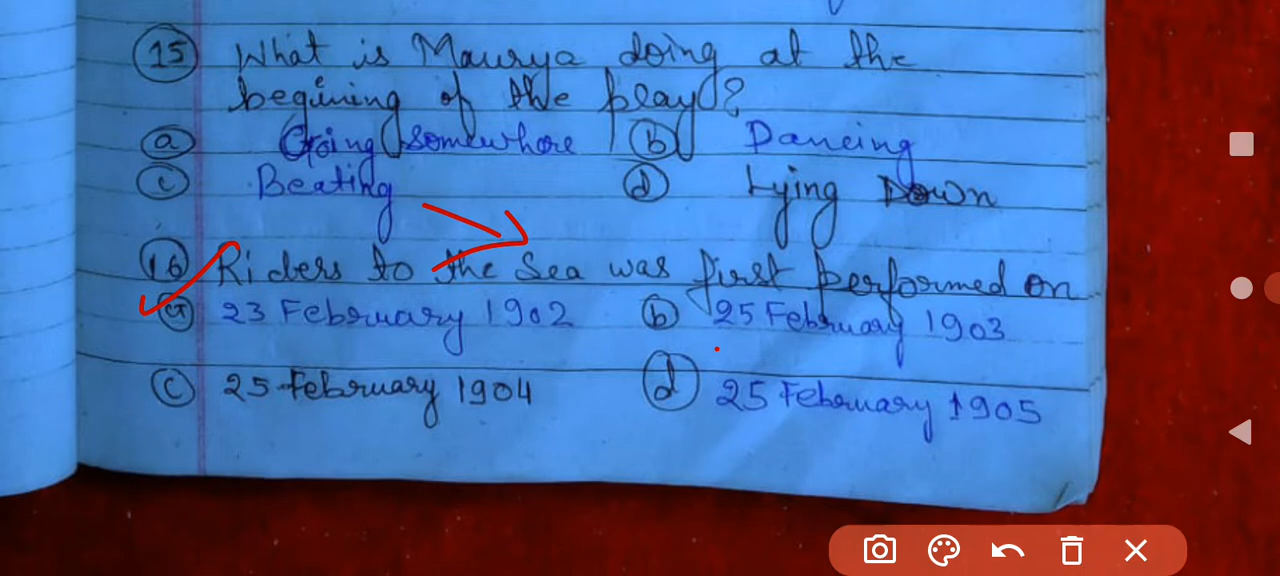 15 What is Maurya doing at the
begining of the play?
a Going somewhore b Dancing
c Beating d Lying Down
16 Riders to the Sea was first performed on
a 23 February 1902 b 25 February 1903
c 25 February 1904 d 25 February 1905